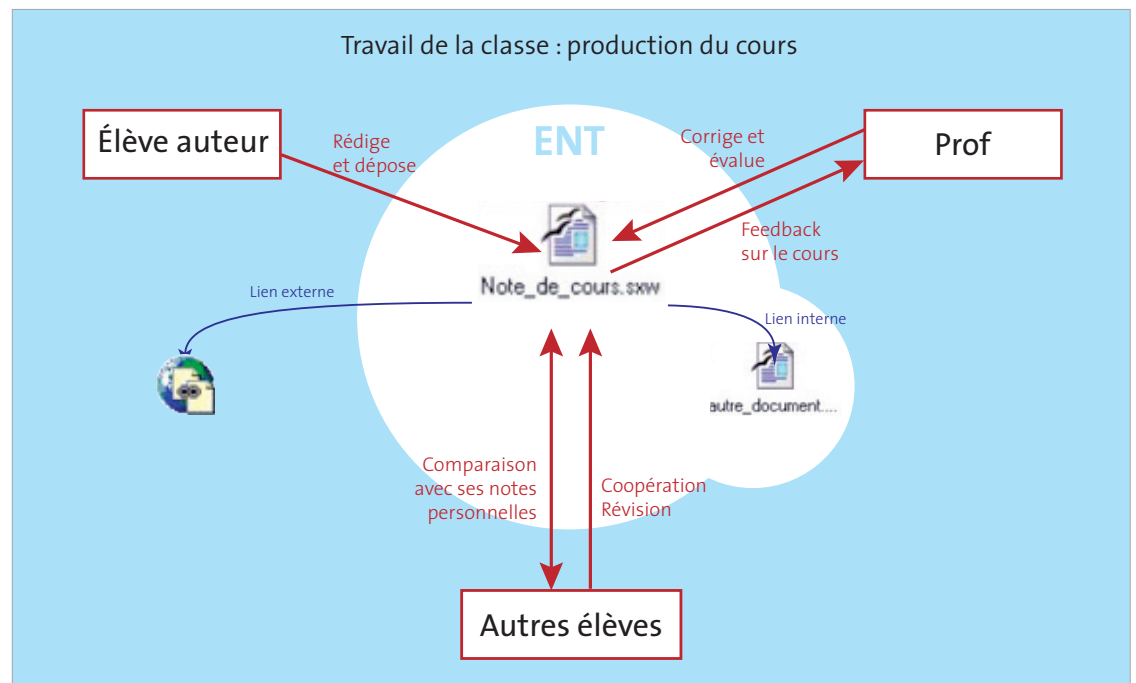 Travail de la classe : production du cours
Élève auteur
Rédige
et dépose
ENT
Corrige et
évalue
Prof
Feedback
sur le cours
Note_de_cours.sxw
Lien externe
Lien interne
autre_document....
Comparaison
avec ses notes
personnelles
Coopération
Révision
Autres élèves